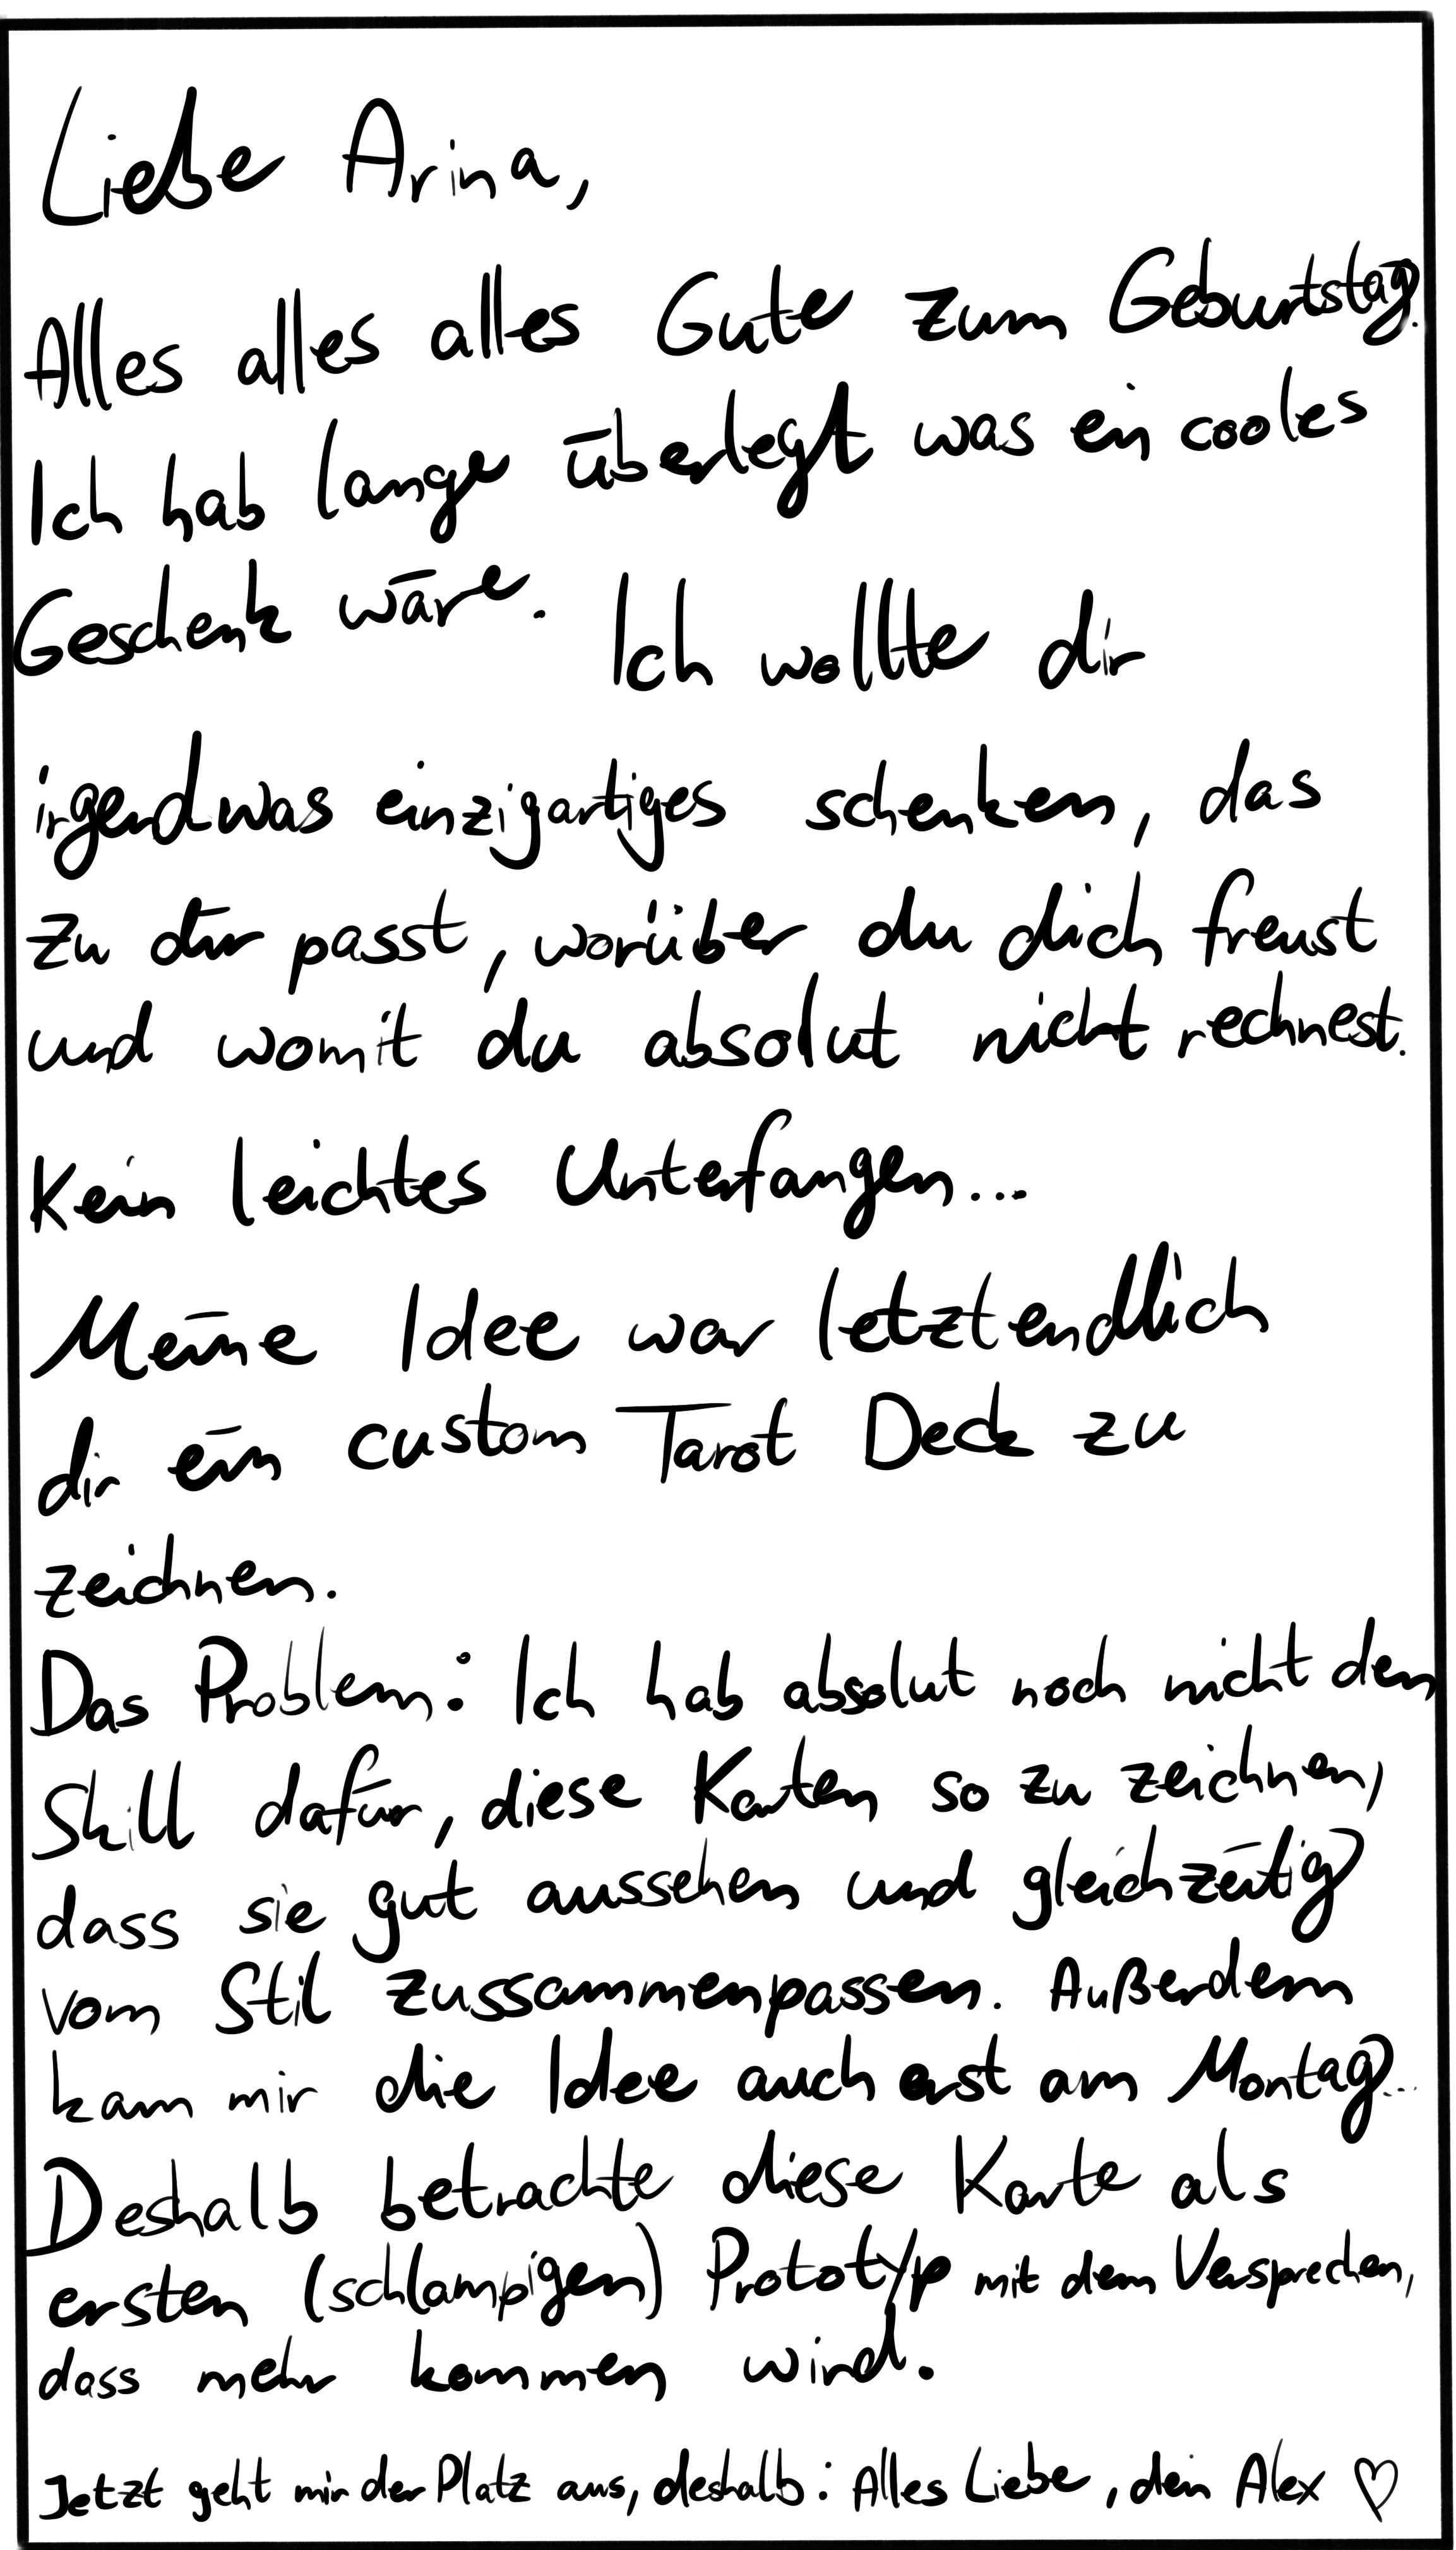 Liebe Arina,
Alles alles alles Gute zum Geburtstag.
Ich hab lange überlegt was ein cooles
Geschenk wäre. Ich wollte dir
irgendwas einzigartiges schenken, das
zu dir passt, worüber du dich freust
und womit du absolut nicht rechnest.
Kein leichtes Unterfangen...
Meine Idee war letztendlich
dir ein custom Tarot Deck zu
zeichnen.
Das Problem: Ich hab absolut noch nicht den
Skill dafür, diese Karten so zu zeichnen,
dass sie gut aussehen und gleichzeitig
vom Stil zussammenpassen. Außerdem
kam mir die Idee auch erst am Montag...
Deshalb betrachte diese Karte als
ersten (schlampigen) Prototyp mit dem Versprechen,
dass mehr kommen wird.
Jetzt geht mir der Platz aus, deshalb: Alles Liebe, dein Alex ♡